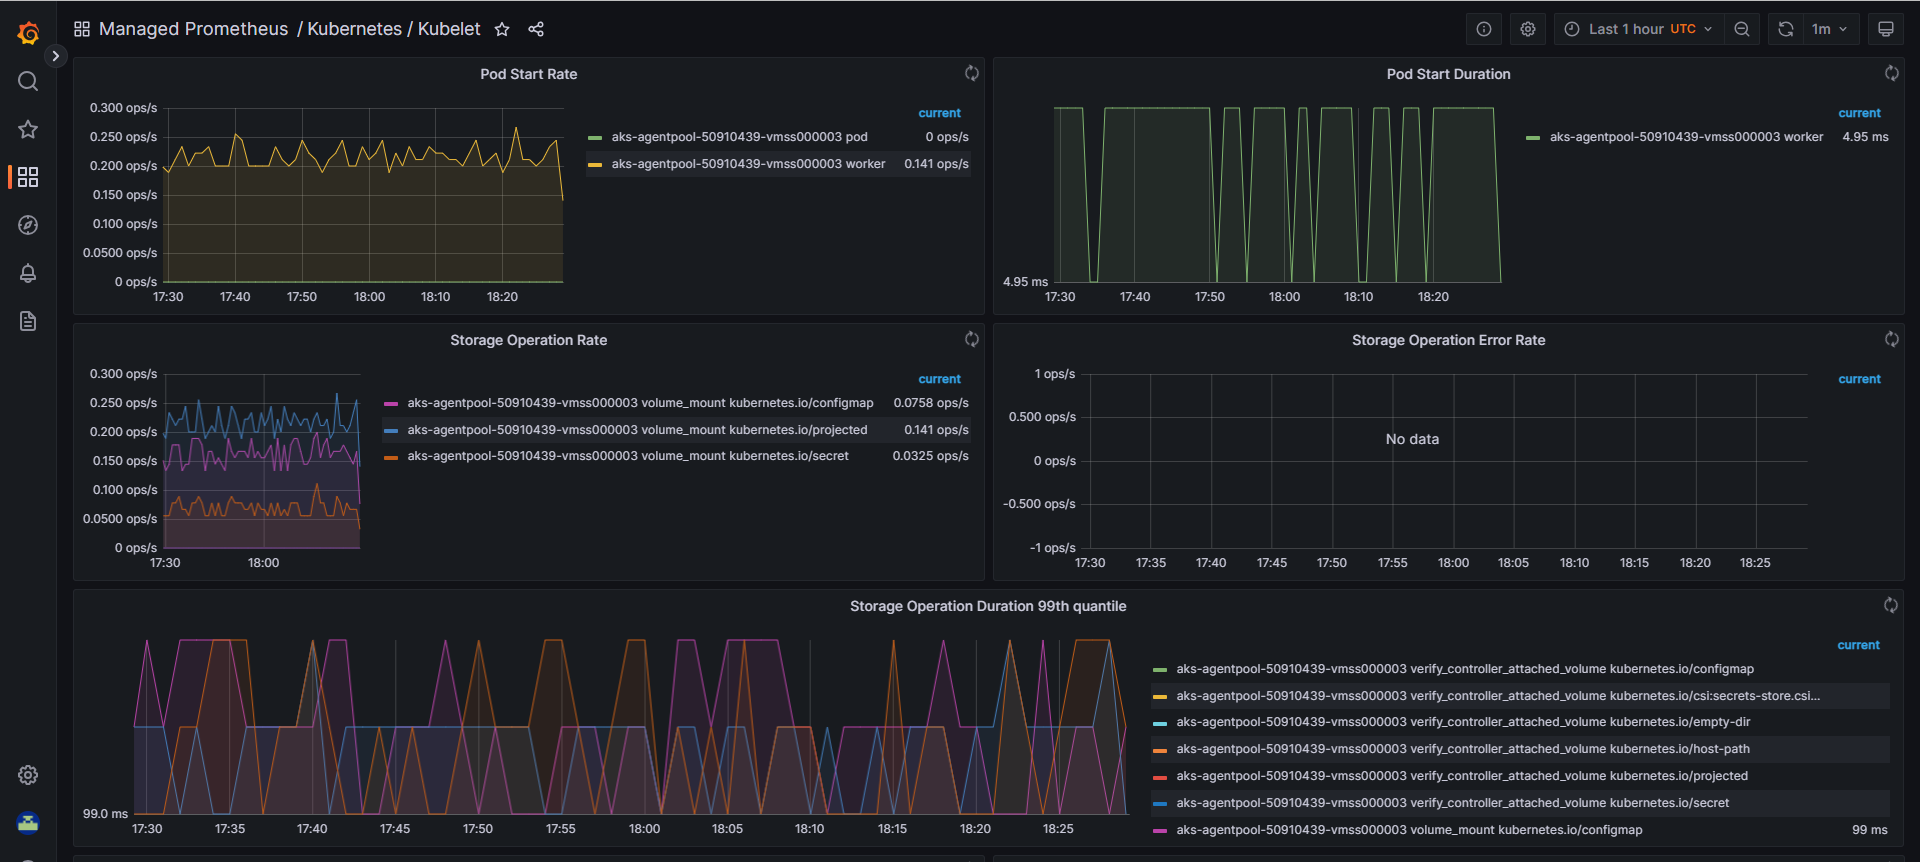 Managed Prometheus / Kubernetes / Kubelet
Last 1 hour UTC
1m
Pod Start Rate
0.300 ops/s
0.250 ops/s
0.200 ops/s
0.150 ops/s
0.100 ops/s
0.0500 ops/s
0 ops/s
17:30 17:40 17:50 18:00 18:10 18:20
current
aks-agentpool-50910439-vmss000003 pod 0 ops/s
aks-agentpool-50910439-vmss000003 worker 0.141 ops/s
Pod Start Duration
4.95 ms
17:30 17:40 17:50 18:00 18:10 18:20
current
aks-agentpool-50910439-vmss000003 worker 4.95 ms
Storage Operation Rate
0.300 ops/s
0.250 ops/s
0.200 ops/s
0.150 ops/s
0.100 ops/s
0.0500 ops/s
0 ops/s
17:30 18:00
current
aks-agentpool-50910439-vmss000003 volume_mount kubernetes.io/configmap 0.0758 ops/s
aks-agentpool-50910439-vmss000003 volume_mount kubernetes.io/projected 0.141 ops/s
aks-agentpool-50910439-vmss000003 volume_mount kubernetes.io/secret 0.0325 ops/s
Storage Operation Error Rate
1 ops/s
0.500 ops/s
0 ops/s
-0.500 ops/s
-1 ops/s
No data
17:30 17:35 17:40 17:45 17:50 17:55 18:00 18:05 18:10 18:15 18:20 18:25
current
Storage Operation Duration 99th quantile
99.0 ms
17:30 17:35 17:40 17:45 17:50 17:55 18:00 18:05 18:10 18:15 18:20 18:25
current
aks-agentpool-50910439-vmss000003 verify_controller_attached_volume kubernetes.io/configmap
aks-agentpool-50910439-vmss000003 verify_controller_attached_volume kubernetes.io/csi:secrets-store.csi...
aks-agentpool-50910439-vmss000003 verify_controller_attached_volume kubernetes.io/empty-dir
aks-agentpool-50910439-vmss000003 verify_controller_attached_volume kubernetes.io/host-path
aks-agentpool-50910439-vmss000003 verify_controller_attached_volume kubernetes.io/projected
aks-agentpool-50910439-vmss000003 verify_controller_attached_volume kubernetes.io/secret
aks-agentpool-50910439-vmss000003 volume_mount kubernetes.io/configmap 99 ms